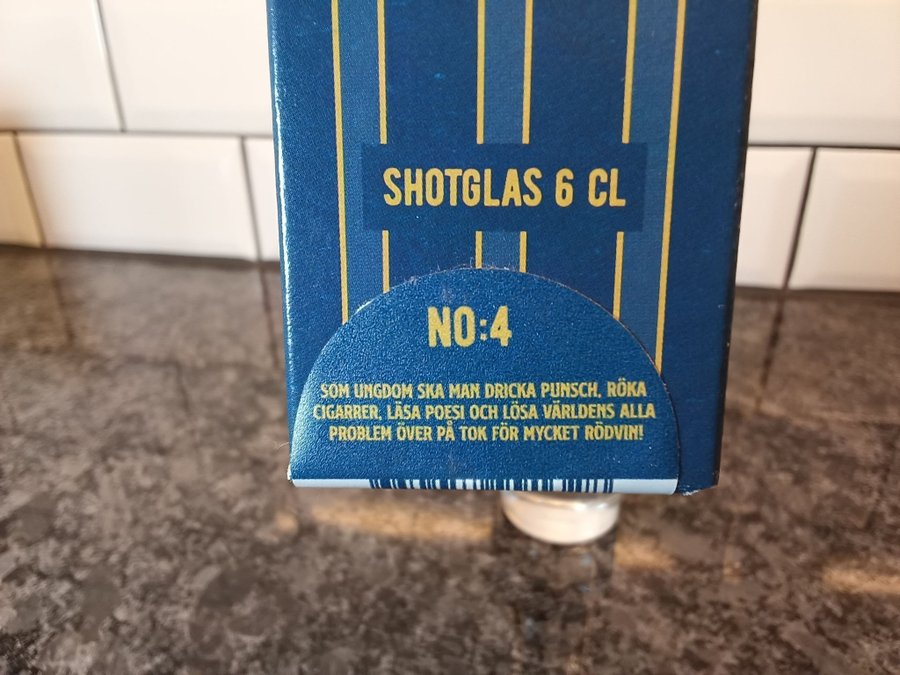 SHOTGLAS 6 CL
NO:4
SOM UNGDOM SKA MAN DRICKA PUNSCH, RÖKA
CIGARRER, LÄSA POESI OCH LÖSA VÄRLDENS ALLA
PROBLEM ÖVER PÅ TOK FÖR MYCKET RÖDVIN!